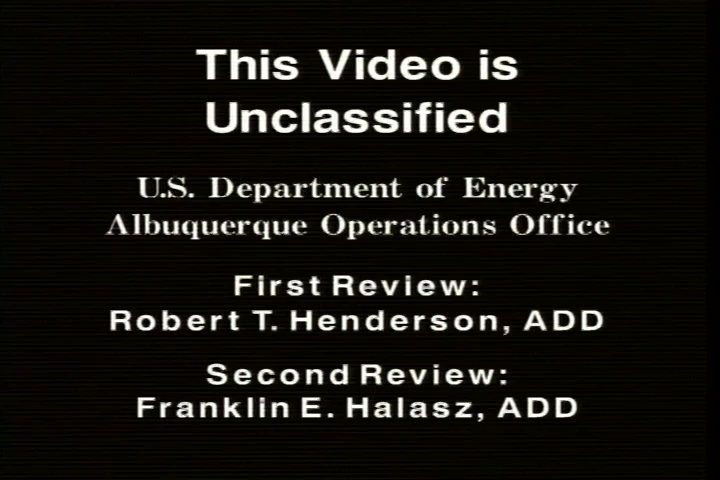 This Video is
Unclassified
U.S. Department of Energy
Albuquerque Operations Office
First Review:
Robert T. Henderson, ADD
Second Review:
Franklin E. Halasz, ADD